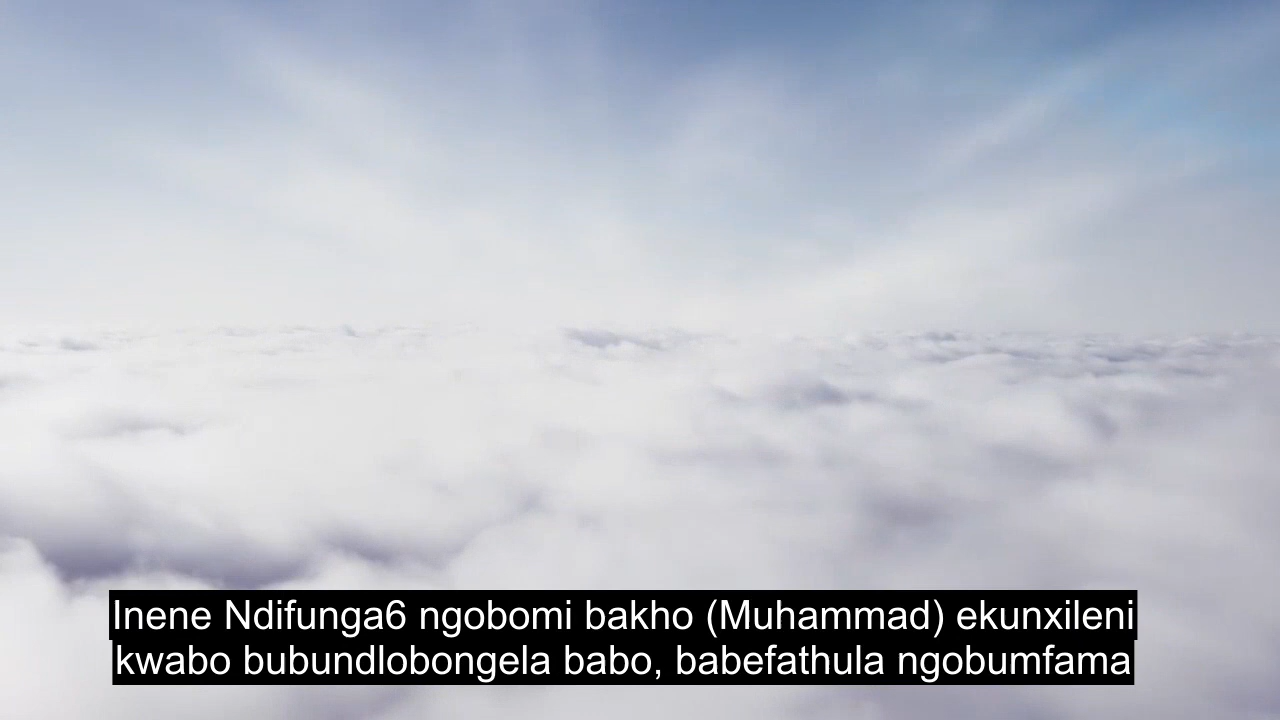 Inene Ndifunga6 ngobomi bakho (Muhammad) ekunxileni
kwabo bubundlobongela babo, babefathula ngobumfama